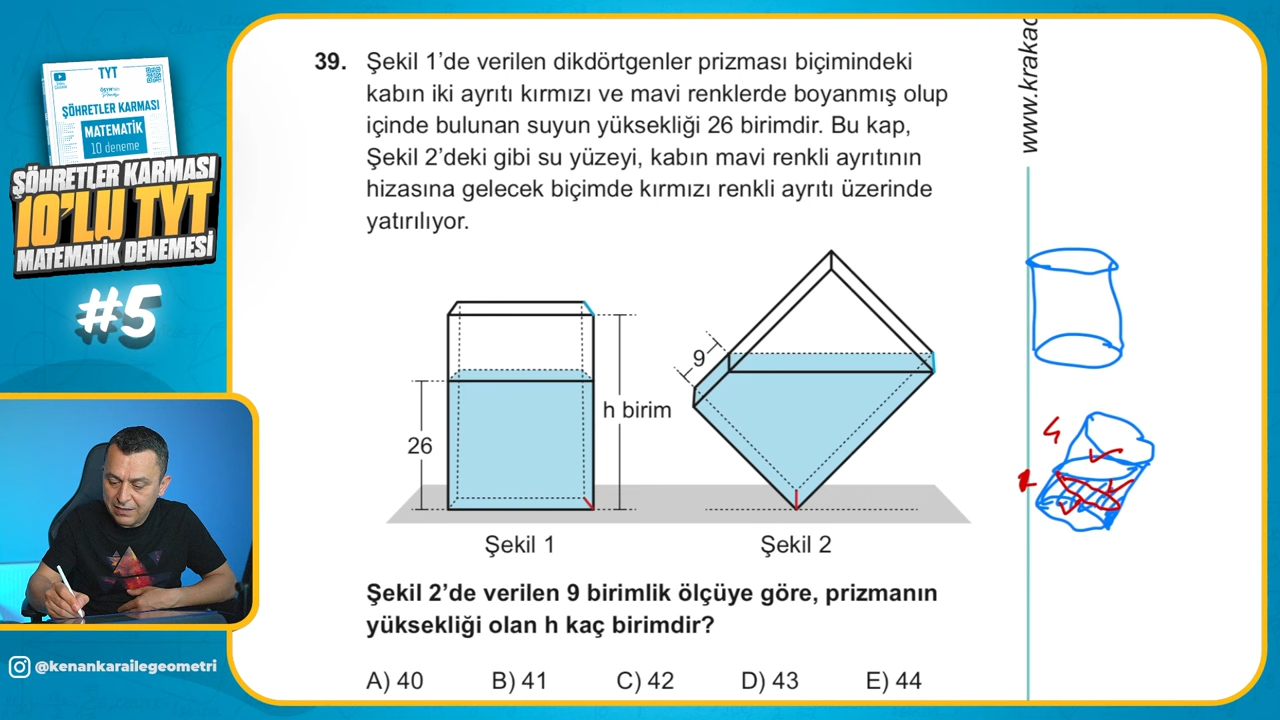 TYT
ŞÖHRETLER KARMASI
MATEMATİK
10 deneme
ŞÖHRETLER KARMASI
10'LU TYT
MATEMATİK DENEMESİ
#5
@kenankarailegeometri
39. Şekil 1'de verilen dikdörtgenler prizması biçimindeki
kabın iki ayrıtı kırmızı ve mavi renklerde boyanmış olup
içinde bulunan suyun yüksekliği 26 birimdir. Bu kap,
Şekil 2'deki gibi su yüzeyi, kabın mavi renkli ayrıtının
hizasına gelecek biçimde kırmızı renkli ayrıtı üzerinde
yatırılıyor.
9
h birim
26
Şekil 1
Şekil 2
Şekil 2'de verilen 9 birimlik ölçüye göre, prizmanın
yüksekliği olan h kaç birimdir?
A) 40 B) 41 C) 42 D) 43 E) 44
www.krakac